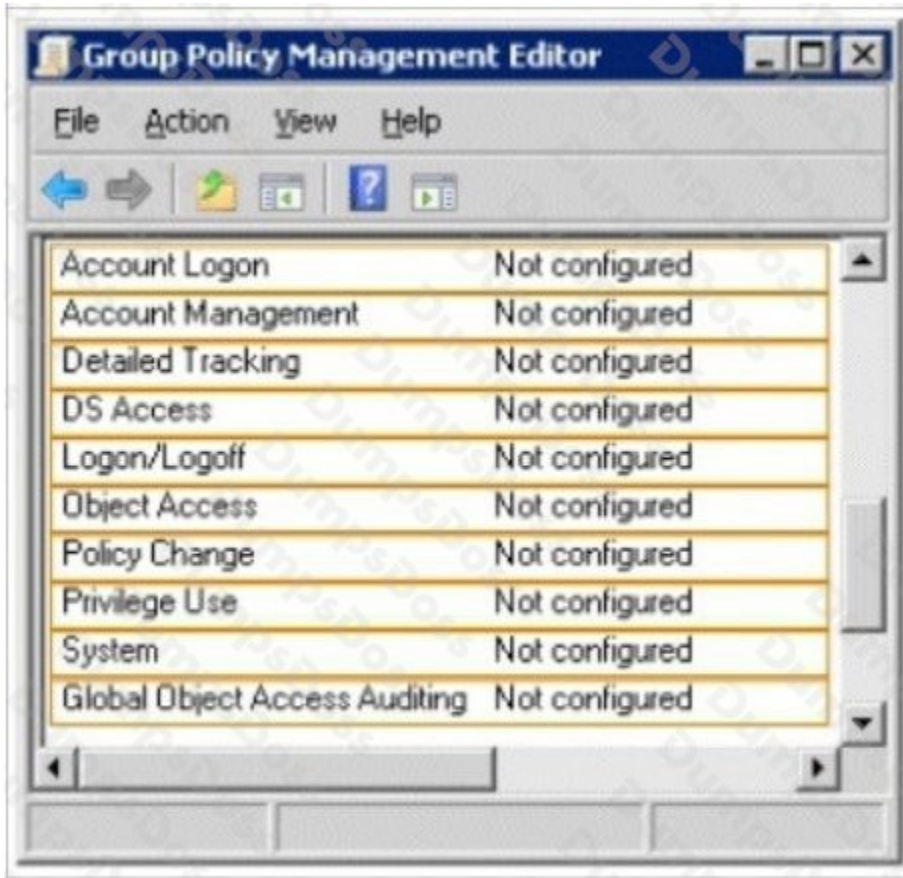 Group Policy Management Editor
File Action View Help
Account Logon Not configured
Account Management Not configured
Detailed Tracking Not configured
DS Access Not configured
Logon/Logoff Not configured
Object Access Not configured
Policy Change Not configured
Privilege Use Not configured
System Not configured
Global Object Access Auditing Not configured
DumpsDoss